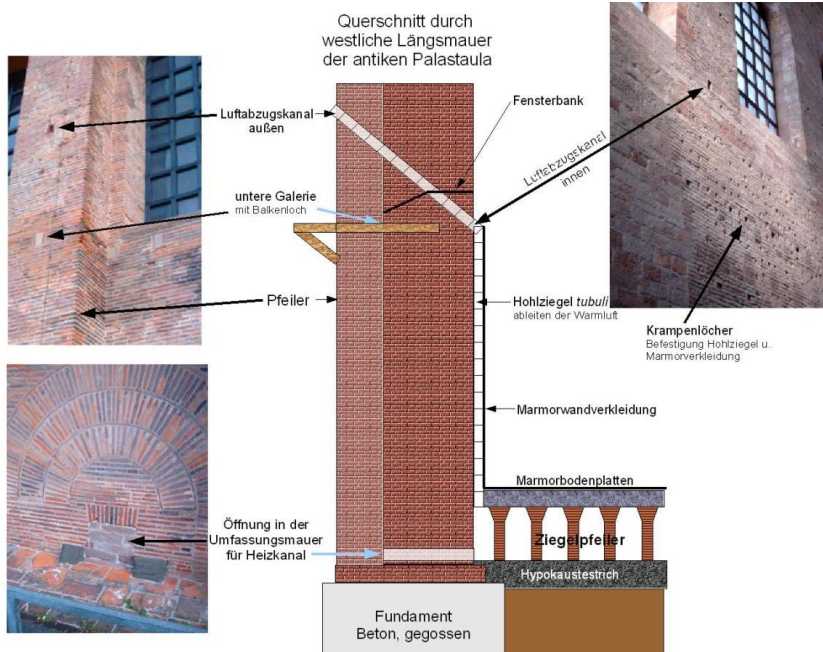 Querschnitt durch
westliche Längsmauer
der antiken Palastaula
Fensterbank
Luftabzugskanal
außen
Luftabzugskanal
innen
untere Galerie
mit Balkenloch
Pfeiler
Hohlziegel tubuli
ableiten der Warmluft
Krampenlöcher
Befestigung Hohlziegel u.
Marmorverkleidung
Marmorwandverkleidung
Marmorbodenplatten
Öffnung in der
Umfassungsmauer
für Heizkanal
Ziegelpfeiler
Hypokaustestrich
Fundament
Beton, gegossen